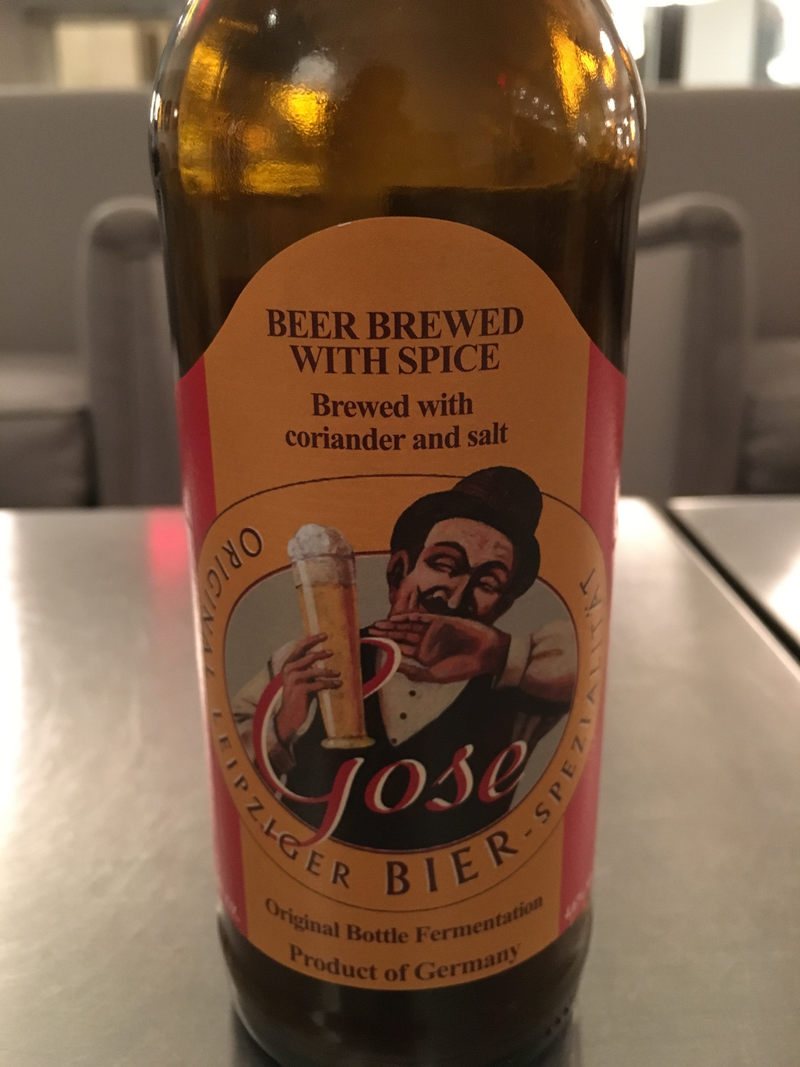 BEER BREWED
WITH SPICE
Brewed with
coriander and salt
ORIGINAL LEIPZIGER BIER-SPEZIALITÄT
Gose
Original Bottle Fermentation
Product of Germany